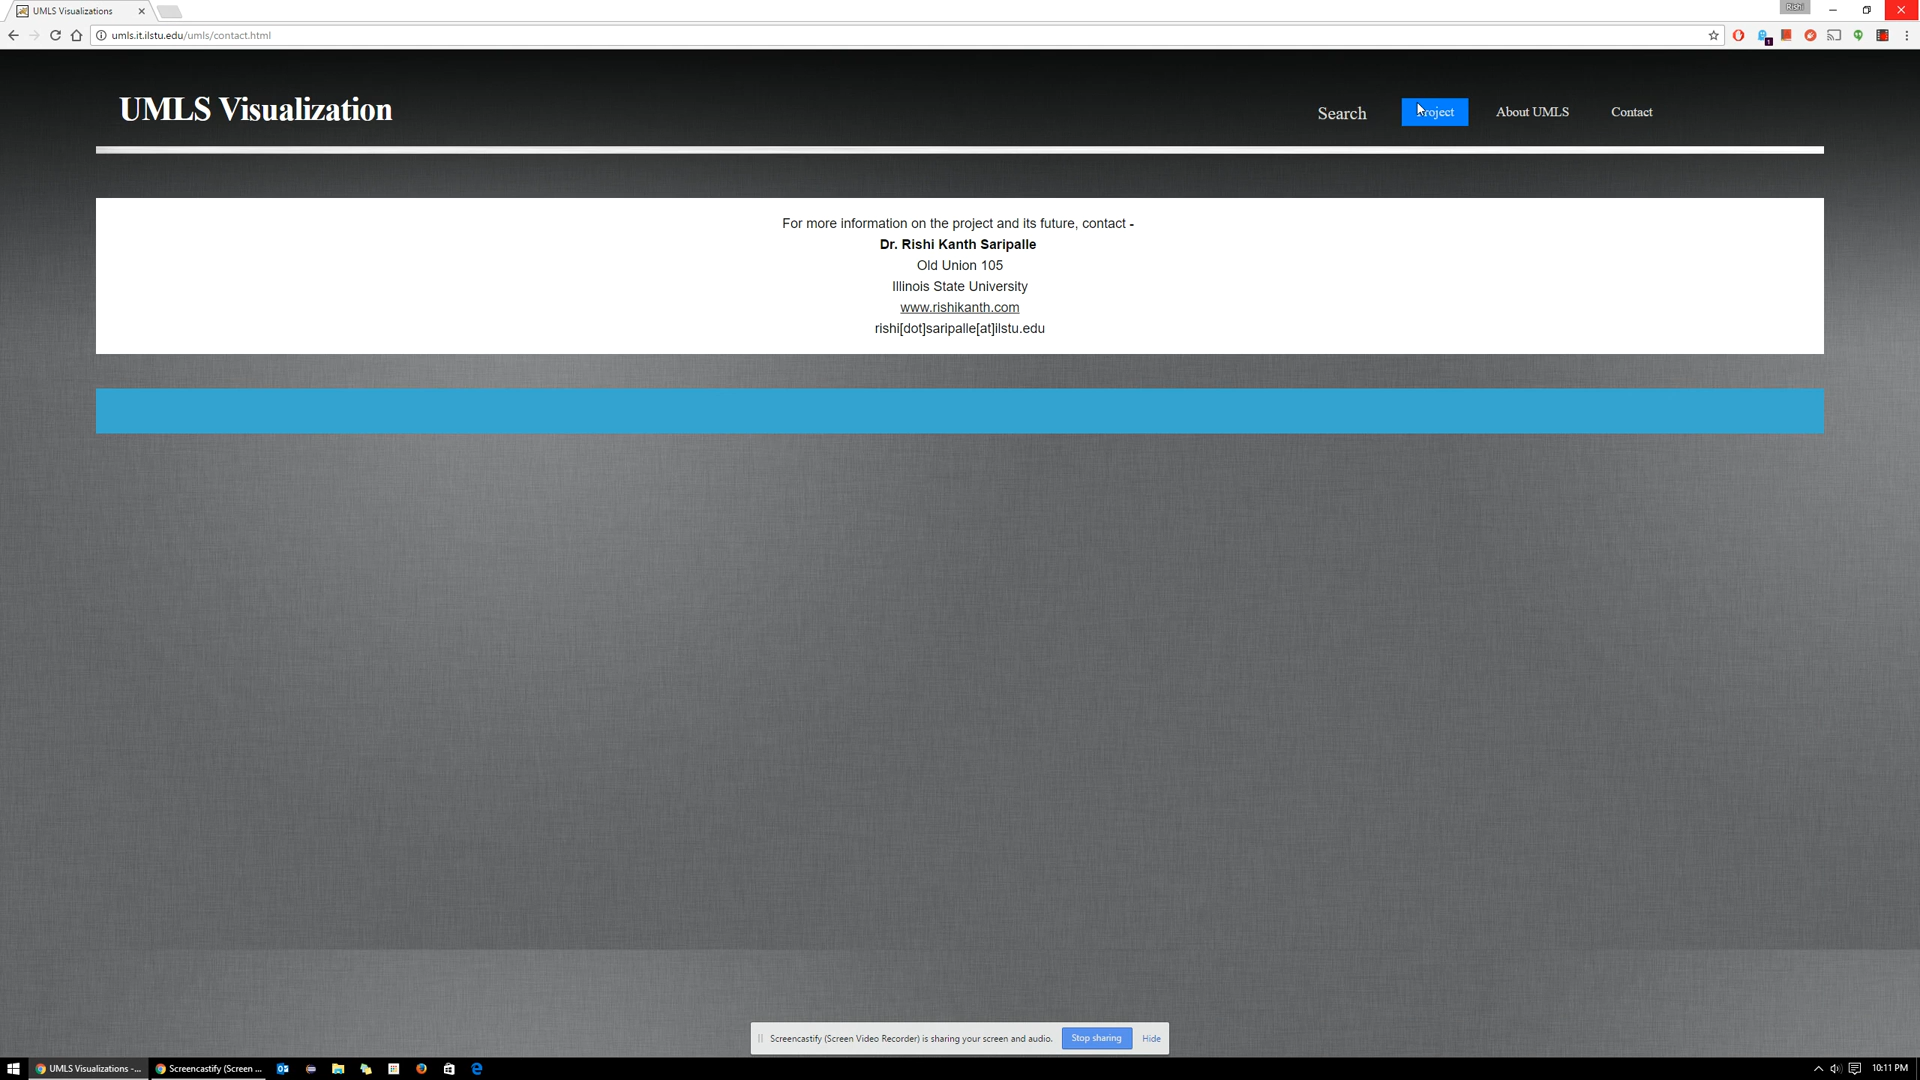 UMLS Visualizations
Rishi
umls.it.ilstu.edu/umls/contact.html
1
UMLS Visualization
Search
Project
About UMLS
Contact
For more information on the project and its future, contact -
Dr. Rishi Kanth Saripalle
Old Union 105
Illinois State University
www.rishikanth.com
rishi[dot]saripalle[at]ilstu.edu
Screencastify (Screen Video Recorder) is sharing your screen and audio.
Stop sharing
Hide
UMLS Visualizations -...
Screencastify (Screen ...
10:11 PM